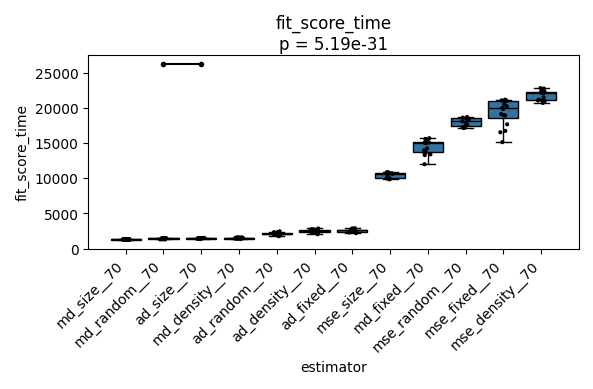 fit_score_time
p = 5.19e-31
fit_score_time
25000
20000
15000
10000
5000
0
md_size__70
md_random__70
ad_size__70
md_density__70
ad_random__70
ad_density__70
ad_fixed__70
mse_size__70
md_fixed__70
mse_random__70
mse_fixed__70
mse_density__70
estimator